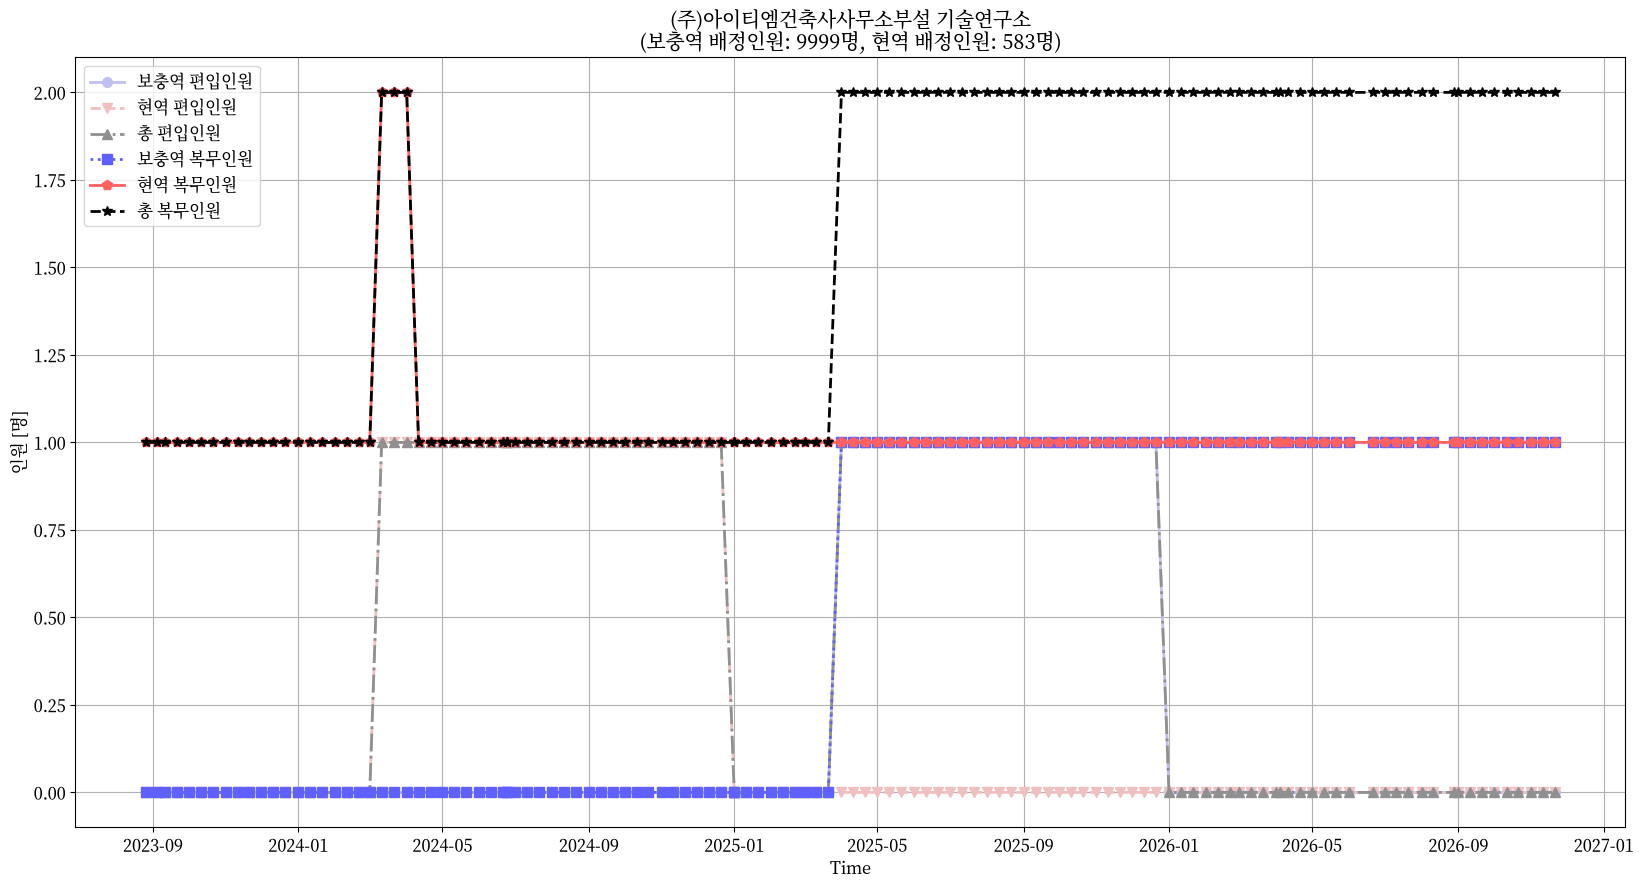 (주)아이티엠건축사사무소부설 기술연구소
(보충역 배정인원: 9999명, 현역 배정인원: 583명)
보충역 편입인원
현역 편입인원
총 편입인원
보충역 복무인원
현역 복무인원
총 복무인원
인원 [명]
2.00
1.75
1.50
1.25
1.00
0.75
0.50
0.25
0.00
2023-09 2024-01 2024-05 2024-09 2025-01 2025-05 2025-09 2026-01 2026-05 2026-09 2027-01
Time